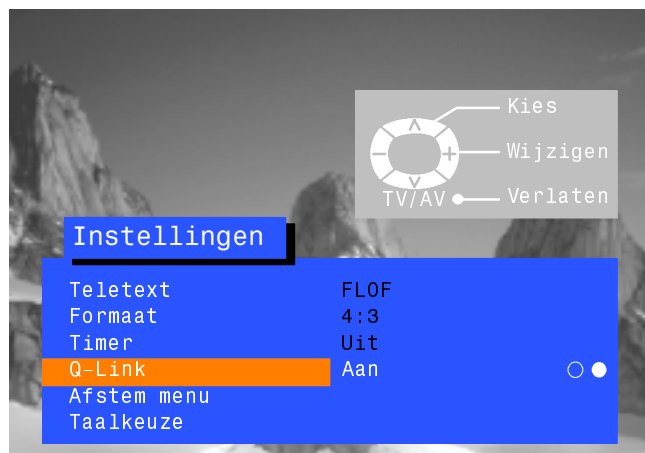 Kies
Wijzigen
TV/AV Verlaten
Instellingen
Teletext FLOF
Formaat 4:3
Timer Uit
Q-Link Aan
Afstem menu
Taalkeuze